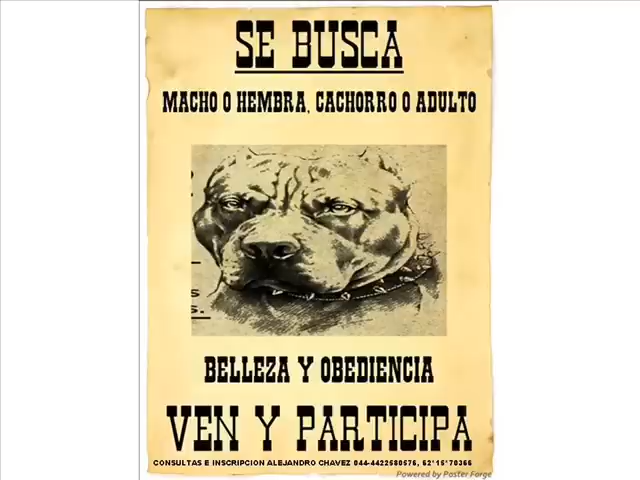 SE BUSCA
MACHO O HEMBRA, CACHORRO O ADULTO
S
S.
BELLEZA Y OBEDIENCIA
VEN Y PARTICIPA
CONSULTAS E INSCRIPCION ALEJANDRO CHAVEZ 044-4422580576, 62*15*70366
Powered by Poster Forge